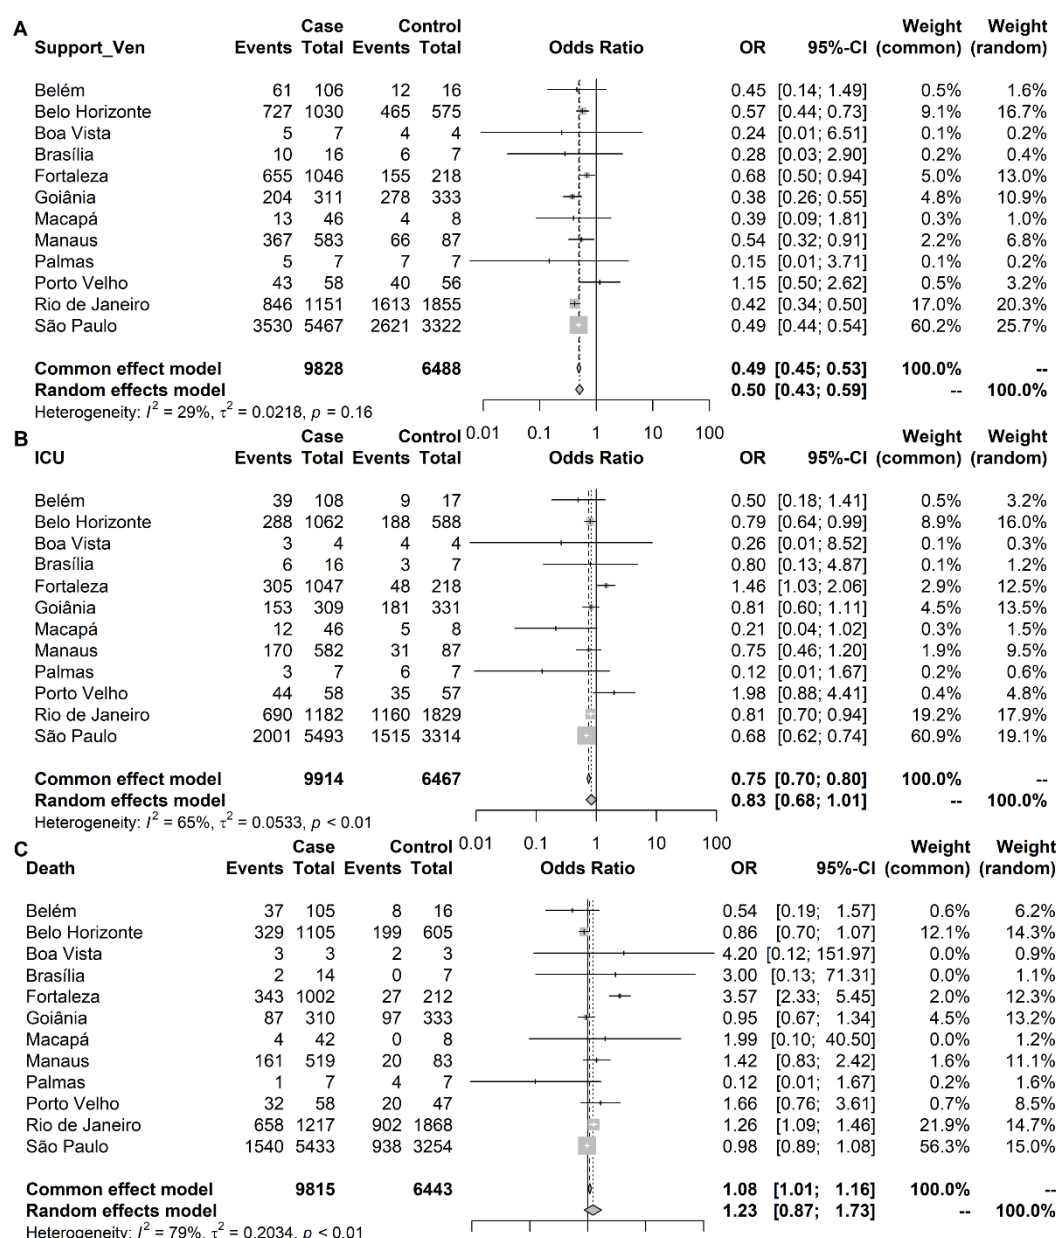 A Case Control Weight Weight
Support_Ven Events Total Events Total Odds Ratio OR 95%-CI (common) (random)
Belém 61 106 12 16 0.45 [0.14; 1.49] 0.5% 1.6%
Belo Horizonte 727 1030 465 575 0.57 [0.44; 0.73] 9.1% 16.7%
Boa Vista 5 7 4 4 0.24 [0.01; 6.51] 0.1% 0.2%
Brasília 10 16 6 7 0.28 [0.03; 2.90] 0.2% 0.4%
Fortaleza 655 1046 155 218 0.68 [0.50; 0.94] 5.0% 13.0%
Goiânia 204 311 278 333 0.38 [0.26; 0.55] 4.8% 10.9%
Macapá 13 46 4 8 0.39 [0.09; 1.81] 0.3% 1.0%
Manaus 367 583 66 87 0.54 [0.32; 0.91] 2.2% 6.8%
Palmas 5 7 7 7 0.15 [0.01; 3.71] 0.1% 0.2%
Porto Velho 43 58 40 56 1.15 [0.50; 2.62] 0.5% 3.2%
Rio de Janeiro 846 1151 1613 1855 0.42 [0.34; 0.50] 17.0% 20.3%
São Paulo 3530 5467 2621 3322 0.49 [0.44; 0.54] 60.2% 25.7%
Common effect model 9828 6488 0.49 [0.45; 0.53] 100.0% --
Random effects model 0.50 [0.43; 0.59] -- 100.0%
Heterogeneity: I² = 29%, τ² = 0.0218, p = 0.16
0.01 0.1 1 10 100
B Case Control Weight Weight
ICU Events Total Events Total Odds Ratio OR 95%-CI (common) (random)
Belém 39 108 9 17 0.50 [0.18; 1.41] 0.5% 3.2%
Belo Horizonte 288 1062 188 588 0.79 [0.64; 0.99] 8.9% 16.0%
Boa Vista 3 4 4 4 0.26 [0.01; 8.52] 0.1% 0.3%
Brasília 6 16 3 7 0.80 [0.13; 4.87] 0.1% 1.2%
Fortaleza 305 1047 48 218 1.46 [1.03; 2.06] 2.9% 12.5%
Goiânia 153 309 181 331 0.81 [0.60; 1.11] 4.5% 13.5%
Macapá 12 46 5 8 0.21 [0.04; 1.02] 0.3% 1.5%
Manaus 170 582 31 87 0.75 [0.46; 1.20] 1.9% 9.5%
Palmas 3 7 6 7 0.12 [0.01; 1.67] 0.2% 0.6%
Porto Velho 44 58 35 57 1.98 [0.88; 4.41] 0.4% 4.8%
Rio de Janeiro 690 1182 1160 1829 0.81 [0.70; 0.94] 19.2% 17.9%
São Paulo 2001 5493 1515 3314 0.68 [0.62; 0.74] 60.9% 19.1%
Common effect model 9914 6467 0.75 [0.70; 0.80] 100.0% --
Random effects model 0.83 [0.68; 1.01] -- 100.0%
Heterogeneity: I² = 65%, τ² = 0.0533, p < 0.01
0.01 0.1 1 10 100
C Case Control Weight Weight
Death Events Total Events Total Odds Ratio OR 95%-CI (common) (random)
Belém 37 105 8 16 0.54 [0.19; 1.57] 0.6% 6.2%
Belo Horizonte 329 1105 199 605 0.86 [0.70; 1.07] 12.1% 14.3%
Boa Vista 3 3 2 3 4.20 [0.12; 151.97] 0.0% 0.9%
Brasília 2 14 0 7 3.00 [0.13; 71.31] 0.0% 1.1%
Fortaleza 343 1002 27 212 3.57 [2.33; 5.45] 2.0% 12.3%
Goiânia 87 310 97 333 0.95 [0.67; 1.34] 4.5% 13.2%
Macapá 4 42 0 8 1.99 [0.10; 40.50] 0.0% 1.2%
Manaus 161 519 20 83 1.42 [0.83; 2.42] 1.6% 11.1%
Palmas 1 7 4 7 0.12 [0.01; 1.67] 0.2% 1.6%
Porto Velho 32 58 20 47 1.66 [0.76; 3.61] 0.7% 8.5%
Rio de Janeiro 658 1217 902 1868 1.26 [1.09; 1.46] 21.9% 14.7%
São Paulo 1540 5433 938 3254 0.98 [0.89; 1.08] 56.3% 15.0%
Common effect model 9815 6443 1.08 [1.01; 1.16] 100.0% --
Random effects model 1.23 [0.87; 1.73] -- 100.0%
Heterogeneity: I² = 79%, τ² = 0.2034, p < 0.01